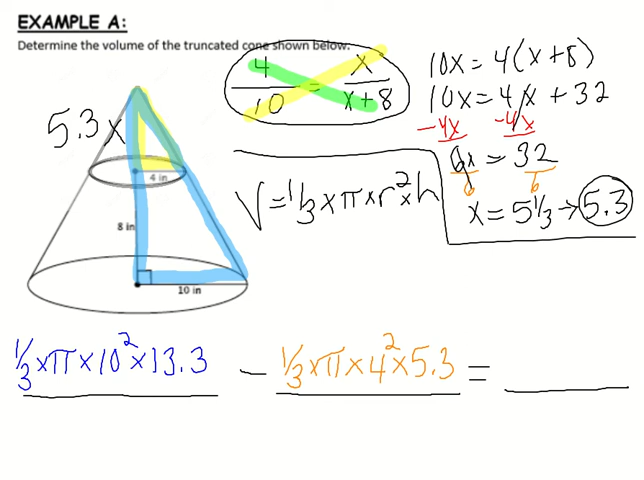 EXAMPLE A:
Determine the volume of the truncated cone shown below.
4/10 = x/x+8
10x = 4(x+8)
10x = 4x + 32
-4x -4x
6x/6 = 32/6
x = 5 1/3 → 5.3
5.3 x
4 in
8 in
10 in
V = 1/3 × π × r² × h
1/3 × π × 10² × 13.3 − 1/3 × π × 4² × 5.3 = ______